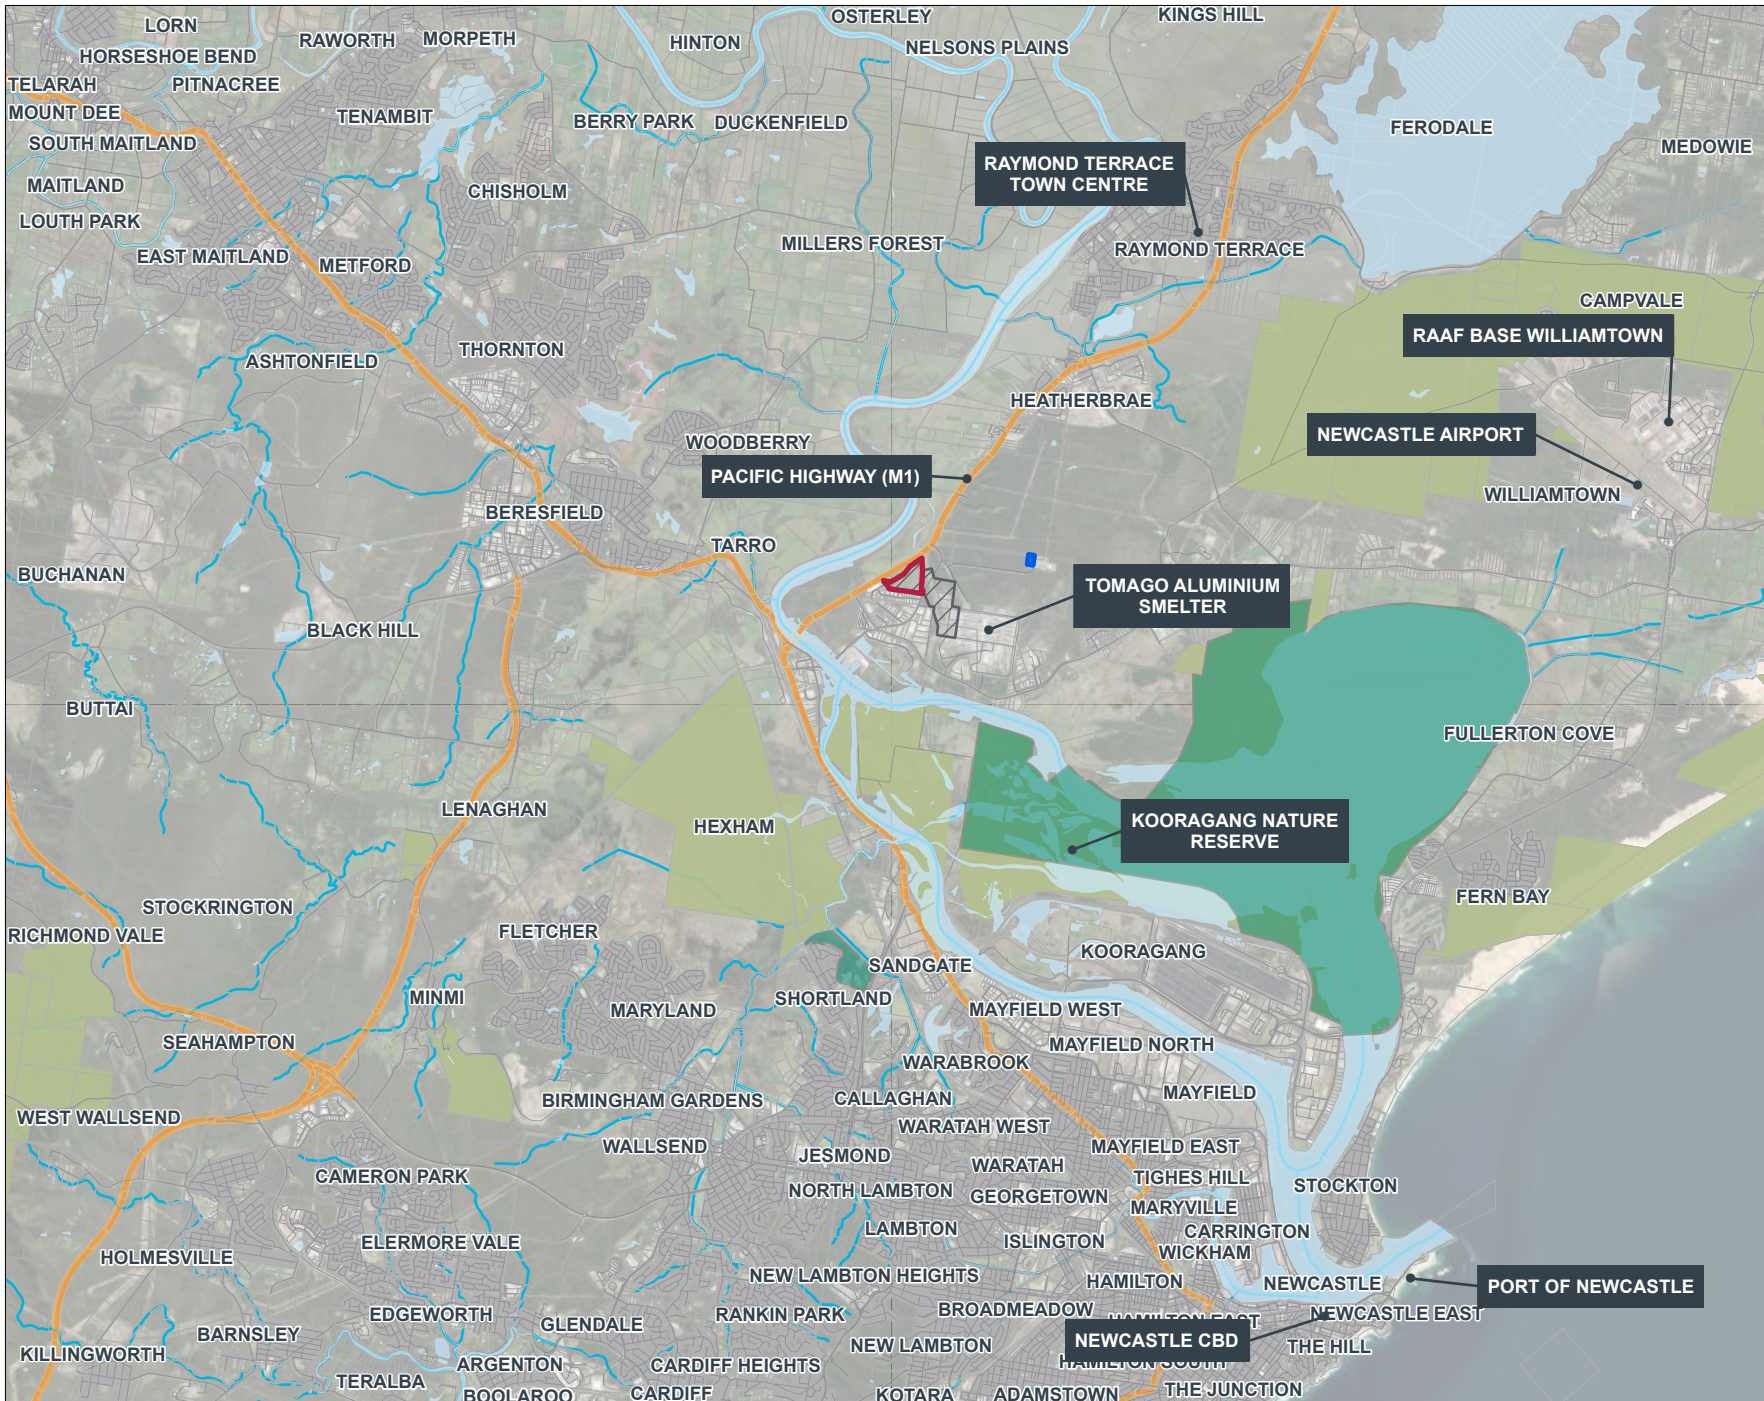 LORN
RAWORTH
MORPETH
OSTERLEY
KINGS HILL
HORSESHOE BEND
HINTON
NELSONS PLAINS
TELARAH
PITNACREE
MOUNT DEE
TENAMBIT
BERRY PARK
DUCKENFIELD
FERODALE
SOUTH MAITLAND
MEDOWIE
RAYMOND TERRACE
TOWN CENTRE
MAITLAND
CHISHOLM
LOUTH PARK
EAST MAITLAND
METFORD
MILLERS FOREST
RAYMOND TERRACE
CAMPVALE
RAAF BASE WILLIAMTOWN
ASHTONFIELD
THORNTON
HEATHERBRAE
NEWCASTLE AIRPORT
WOODBERRY
PACIFIC HIGHWAY (M1)
WILLIAMTOWN
BERESFIELD
TARRO
BUCHANAN
TOMAGO ALUMINIUM
SMELTER
BLACK HILL
BUTTAI
FULLERTON COVE
LENAGHAN
HEXHAM
KOORAGANG NATURE
RESERVE
STOCKRINGTON
FERN BAY
RICHMOND VALE
FLETCHER
KOORAGANG
SANDGATE
MINMI
MARYLAND
SHORTLAND
MAYFIELD WEST
SEAHAMPTON
MAYFIELD NORTH
WARABROOK
MAYFIELD
BIRMINGHAM GARDENS
CALLAGHAN
WEST WALLSEND
WARATAH WEST
WALLSEND
JESMOND
MAYFIELD EAST
WARATAH
CAMERON PARK
TIGHES HILL
STOCKTON
NORTH LAMBTON
GEORGETOWN
MARYVILLE
LAMBTON
CARRINGTON
ISLINGTON
WICKHAM
ELERMORE VALE
HOLMESVILLE
NEW LAMBTON HEIGHTS
HAMILTON
NEWCASTLE
PORT OF NEWCASTLE
BROADMEADOW
NEWCASTLE EAST
EDGEWORTH
RANKIN PARK
HAMILTON EAST
GLENDALE
BARNSLEY
NEWCASTLE CBD
NEW LAMBTON
THE HILL
KILLINGWORTH
ARGENTON
CARDIFF HEIGHTS
HAMILTON SOUTH
TERALBA
BOOLAROO
CARDIFF
KOTARA
ADAMSTOWN
THE JUNCTION